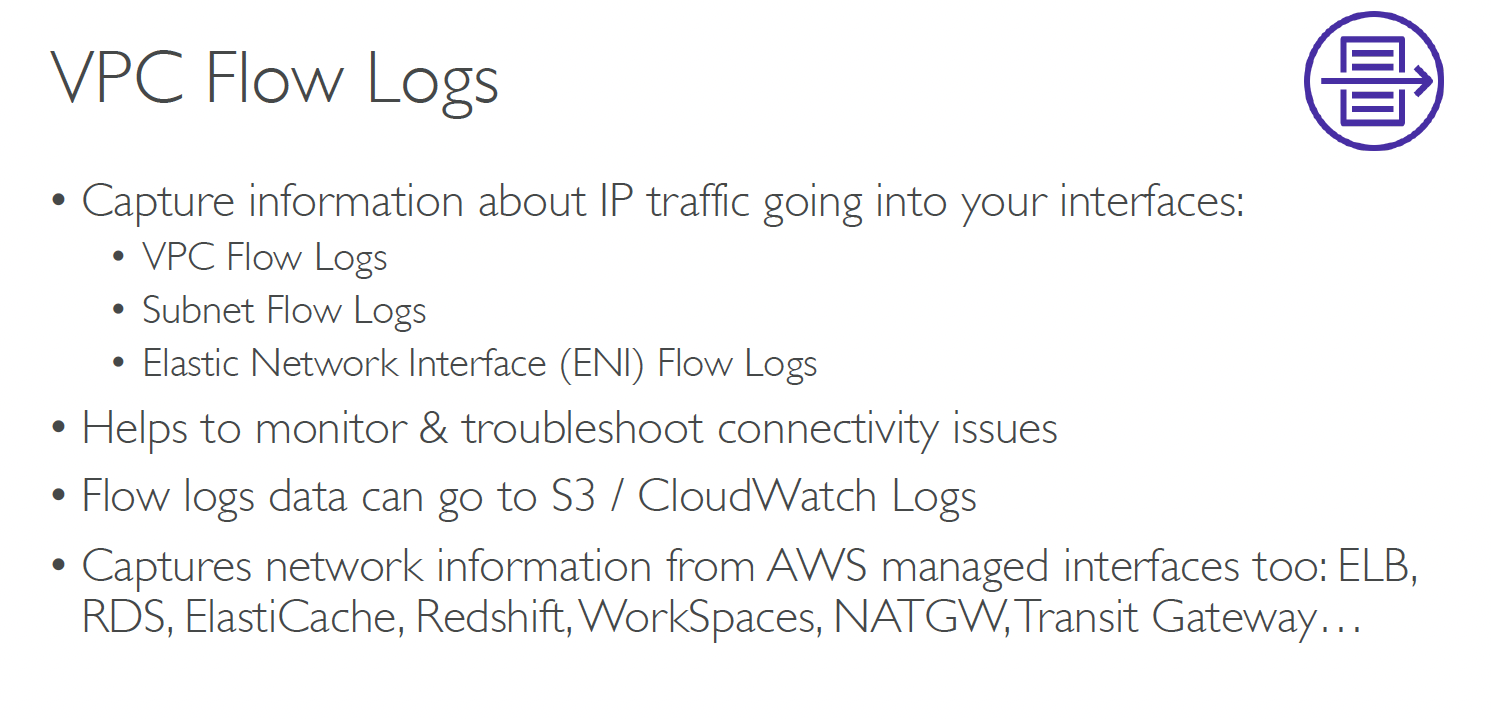 VPC Flow Logs
• Capture information about IP traffic going into your interfaces:
• VPC Flow Logs
• Subnet Flow Logs
• Elastic Network Interface (ENI) Flow Logs
• Helps to monitor & troubleshoot connectivity issues
• Flow logs data can go to S3 / CloudWatch Logs
• Captures network information from AWS managed interfaces too: ELB,
RDS, ElastiCache, Redshift, WorkSpaces, NATGW, Transit Gateway…